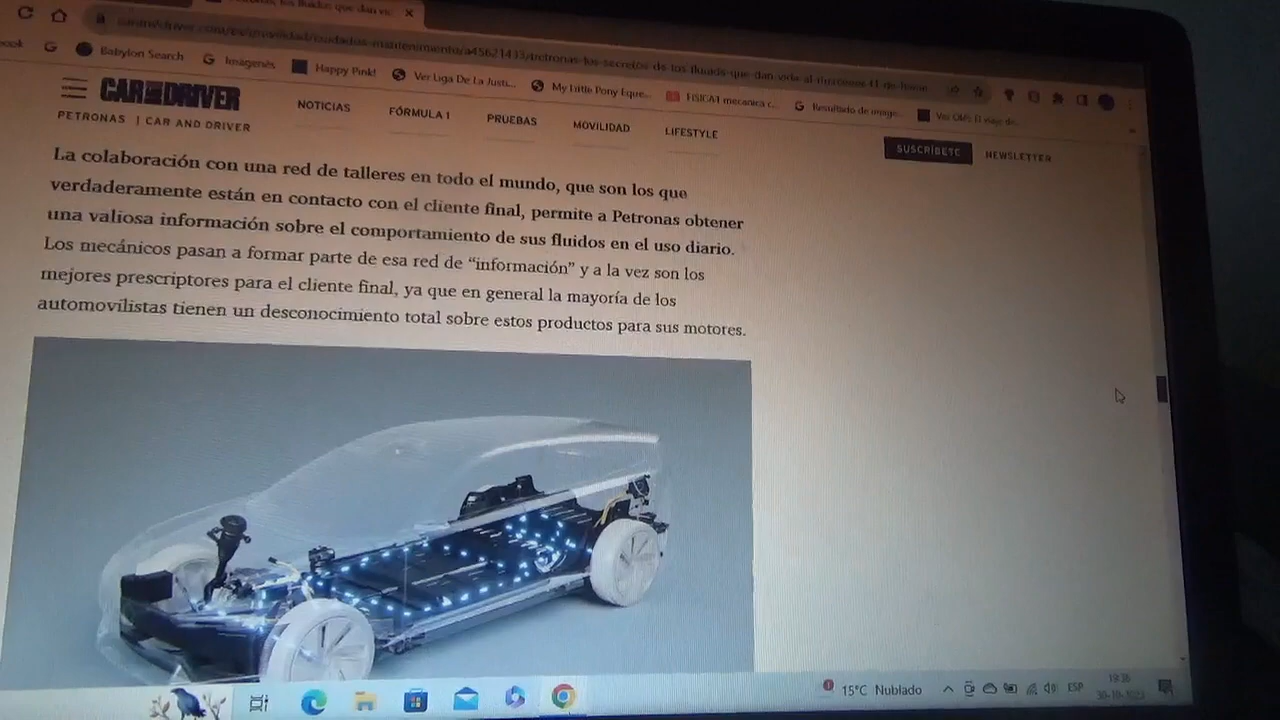 que dan vi
Babylon Search
Imágenes
Happy Pink!
Ver Liga De La Justi...
My Little Pony Eque...
FISICA I mecanica c...
Resultado de image...
CAR AND DRIVER
NOTICIAS
FÓRMULA 1
PRUEBAS
MOVILIDAD
LIFESTYLE
SUSCRÍBETE
NEWSLETTER
PETRONAS | CAR AND DRIVER
La colaboración con una red de talleres en todo el mundo, que son los que
verdaderamente están en contacto con el cliente final, permite a Petronas obtener
una valiosa información sobre el comportamiento de sus fluidos en el uso diario.
Los mecánicos pasan a formar parte de esa red de “información” y a la vez son los
mejores prescriptores para el cliente final, ya que en general la mayoría de los
automovilistas tienen un desconocimiento total sobre estos productos para sus motores.
15°C Nublado
ESP